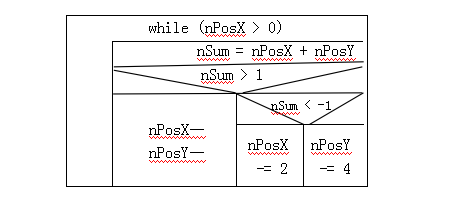 while (nPosX > 0)
nSum = nPosX + nPosY
nSum > 1
nSum < -1
nPosX—
nPosY—
nPosX
-= 2
nPosY
-= 4